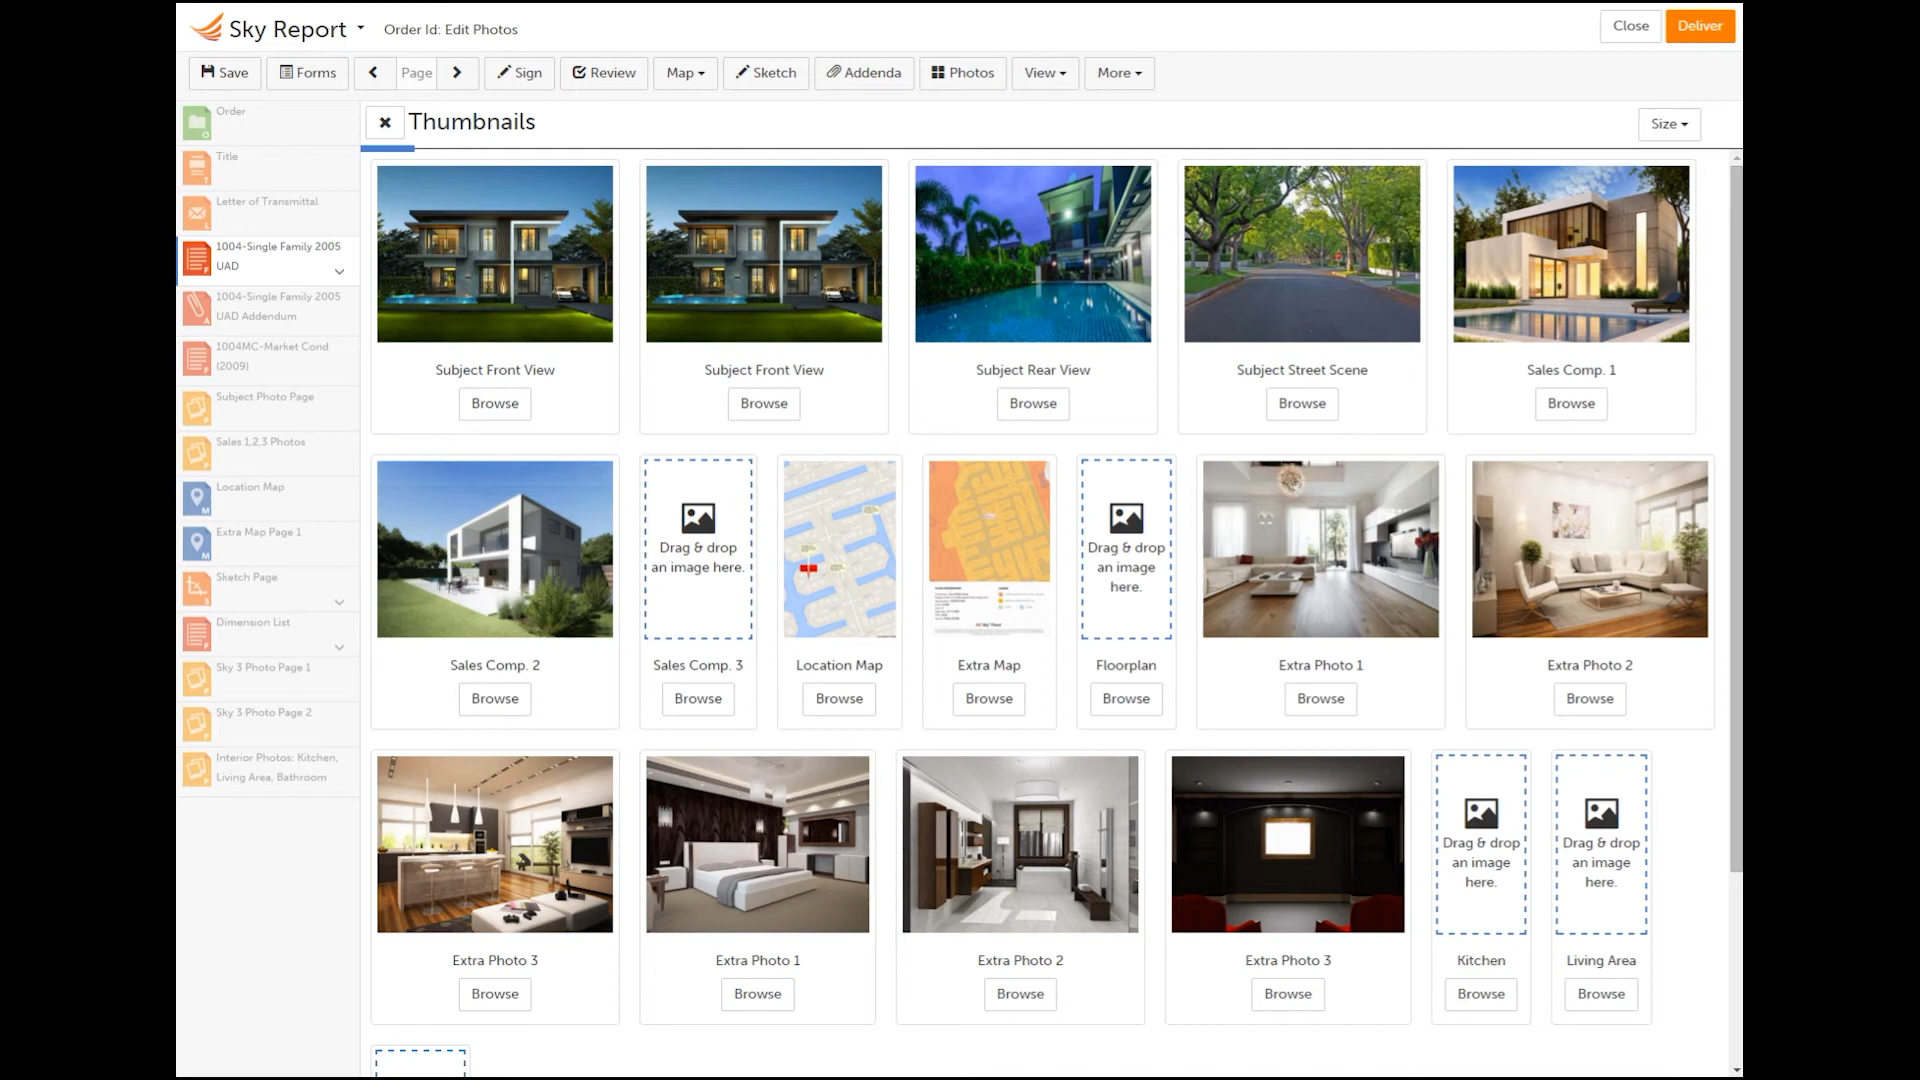 Sky Report
Order Id: Edit Photos
Close
Deliver
Save
Forms
Page
Sign
Review
Map
Sketch
Addenda
Photos
View
More
Order
Title
Letter of Transmittal
1004-Single Family 2005
UAD
1004-Single Family 2005
UAD Addendum
1004MC-Market Cond
(2009)
Subject Photo Page
Sales 1,2,3 Photos
Location Map
Extra Map Page 1
Sketch Page
Dimension List
Sky 3 Photo Page 1
Sky 3 Photo Page 2
Interior Photos: Kitchen,
Living Area, Bathroom
Thumbnails
Size
Subject Front View
Browse
Subject Front View
Browse
Subject Rear View
Browse
Subject Street Scene
Browse
Sales Comp. 1
Browse
Sales Comp. 2
Browse
Drag & drop
an image here.
Sales Comp. 3
Browse
Location Map
Browse
Extra Map
Browse
Drag & drop
an image
here.
Floorplan
Browse
Extra Photo 1
Browse
Extra Photo 2
Browse
Extra Photo 3
Browse
Extra Photo 1
Browse
Extra Photo 2
Browse
Extra Photo 3
Browse
Drag & drop
an image
here.
Kitchen
Browse
Drag & drop
an image
here.
Living Area
Browse